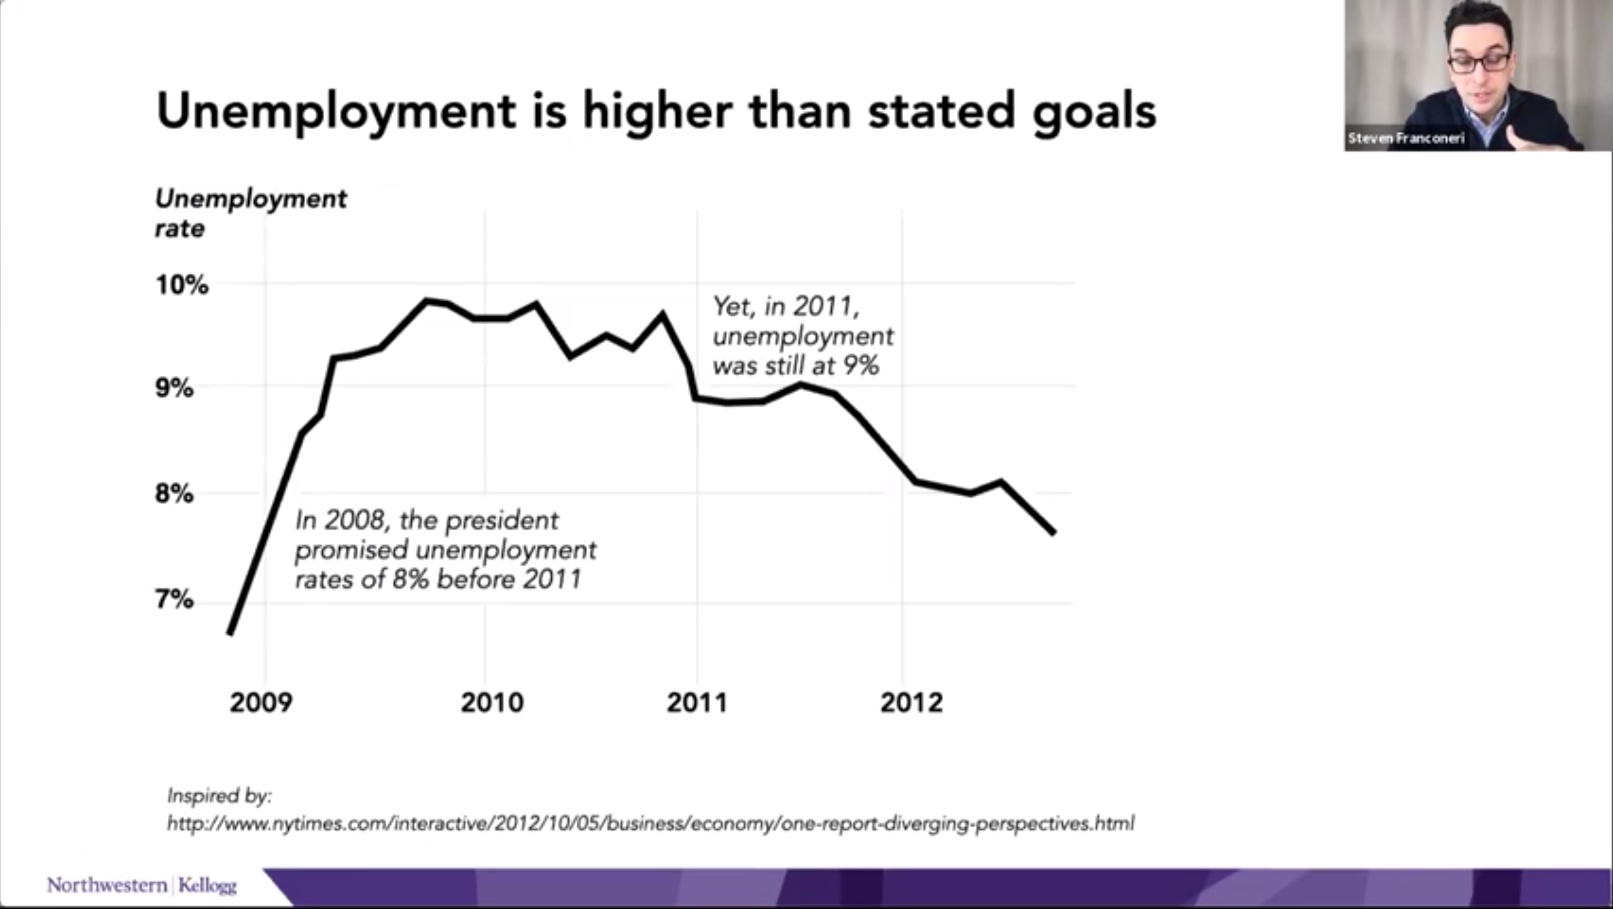 Unemployment is higher than stated goals
Steven Franconeri
Unemployment
rate
10%
9%
8%
7%
Yet, in 2011,
unemployment
was still at 9%
In 2008, the president
promised unemployment
rates of 8% before 2011
2009
2010
2011
2012
Inspired by:
http://www.nytimes.com/interactive/2012/10/05/business/economy/one-report-diverging-perspectives.html
Northwestern | Kellogg